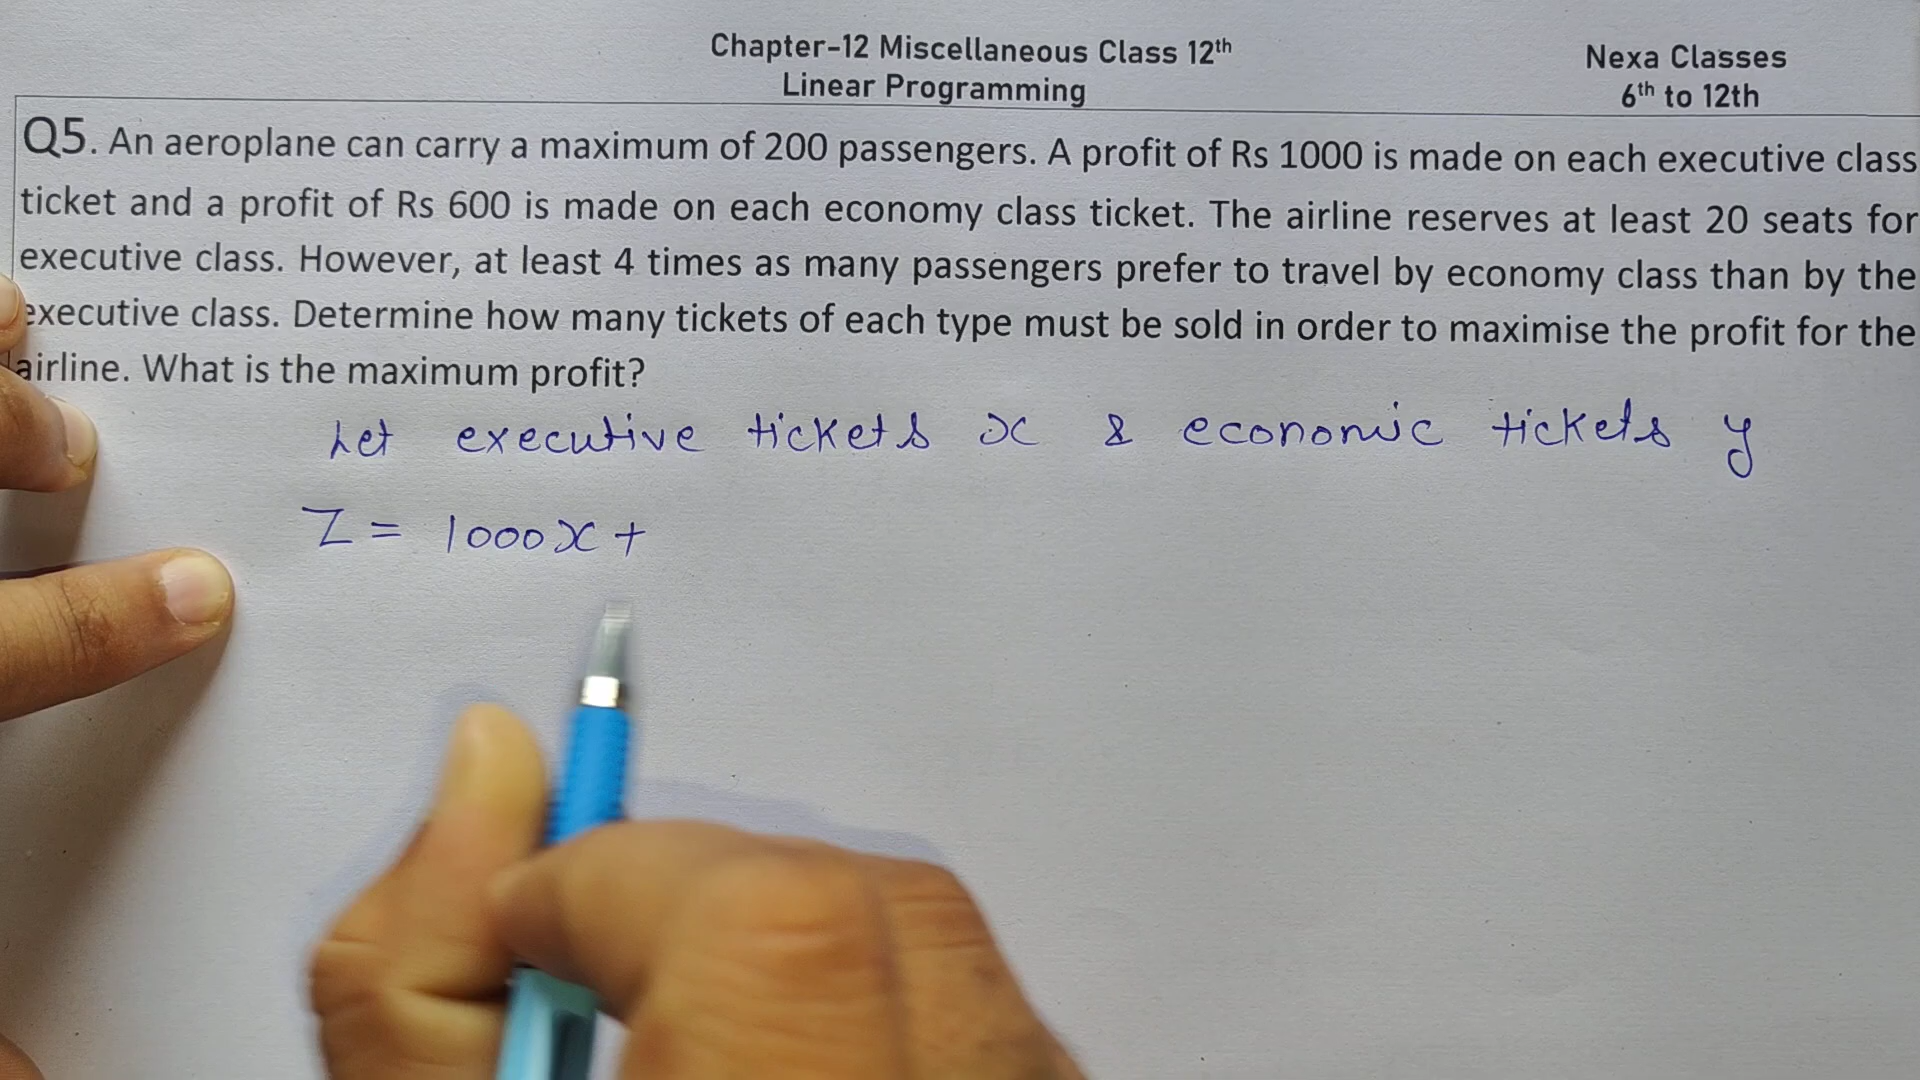 Chapter-12 Miscellaneous Class 12th
Linear Programming
Nexa Classes
6th to 12th
Q5. An aeroplane can carry a maximum of 200 passengers. A profit of Rs 1000 is made on each executive class
ticket and a profit of Rs 600 is made on each economy class ticket. The airline reserves at least 20 seats for
executive class. However, at least 4 times as many passengers prefer to travel by economy class than by the
executive class. Determine how many tickets of each type must be sold in order to maximise the profit for the
airline. What is the maximum profit?
Let executive tickets x & economic tickets y
Z = 1000x +